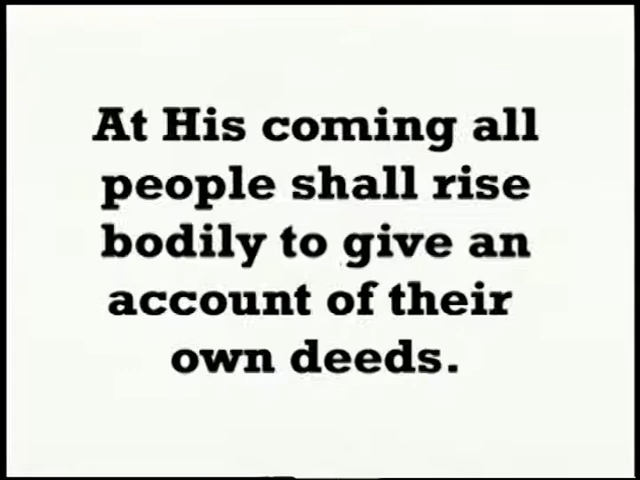 At His coming all
people shall rise
bodily to give an
account of their
own deeds.